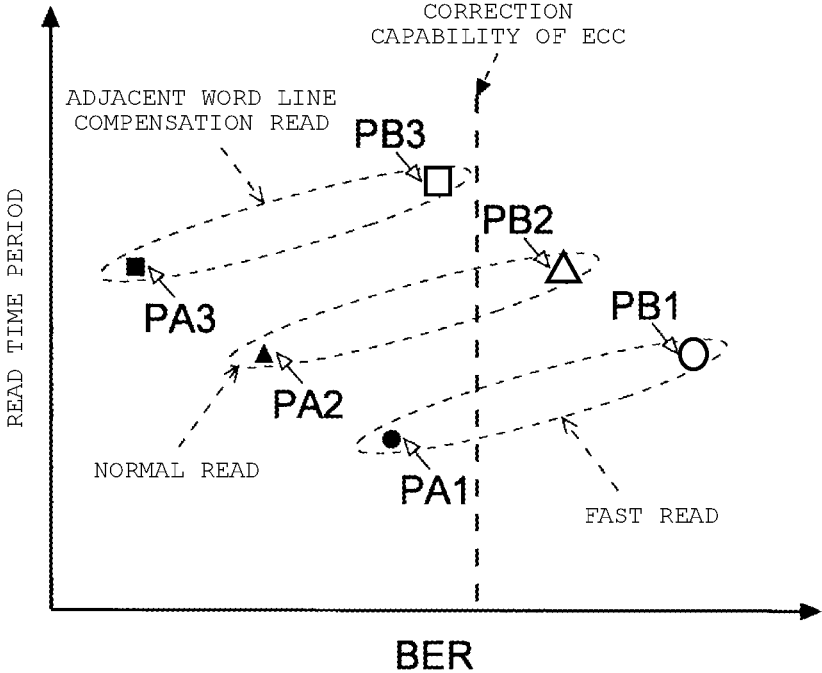 CORRECTION
CAPABILITY OF ECC
ADJACENT WORD LINE
COMPENSATION READ
PB3
PB2
PA3
PB1
PA2
NORMAL READ
PA1
FAST READ
READ TIME PERIOD
BER